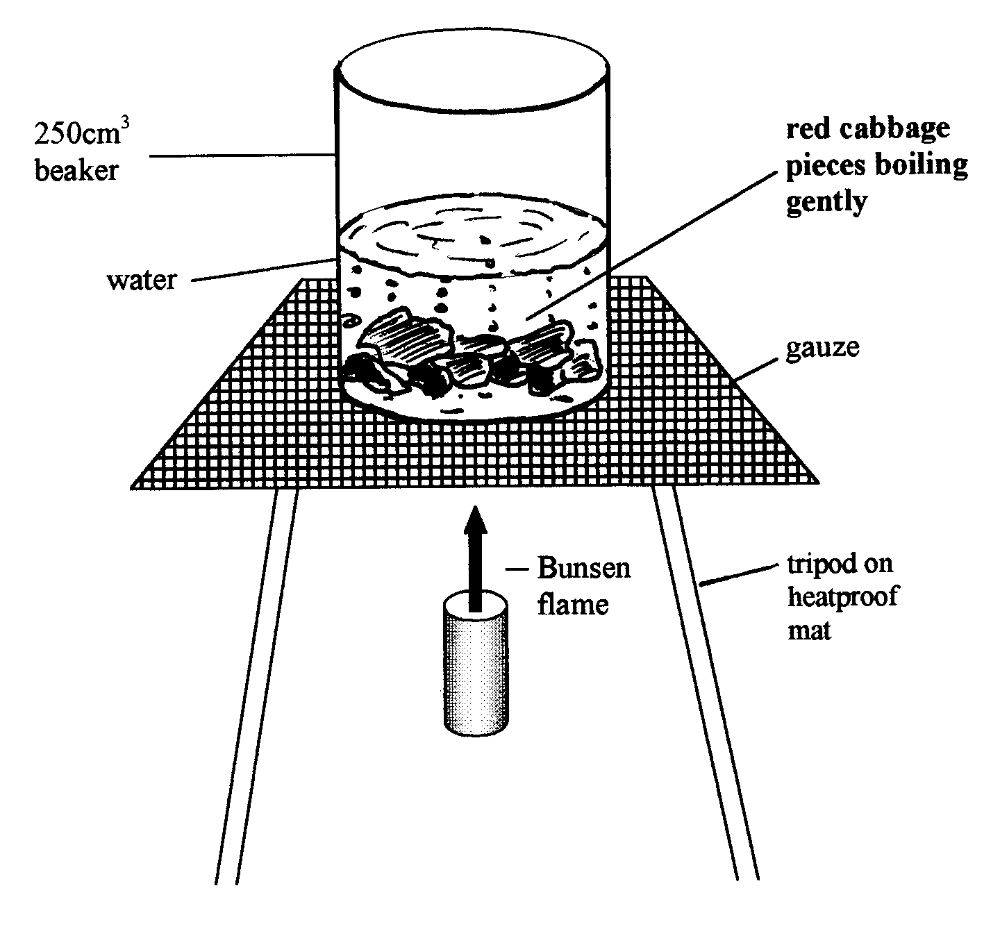 250cm³
beaker
red cabbage
pieces boiling
gently
water
gauze
Bunsen
flame
tripod on
heatproof
mat